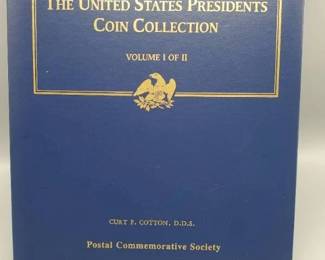 THE UNITED STATES PRESIDENTS
COIN COLLECTION
VOLUME I OF II
CURT P. COTTON, D.D.S.
Postal Commemorative Society